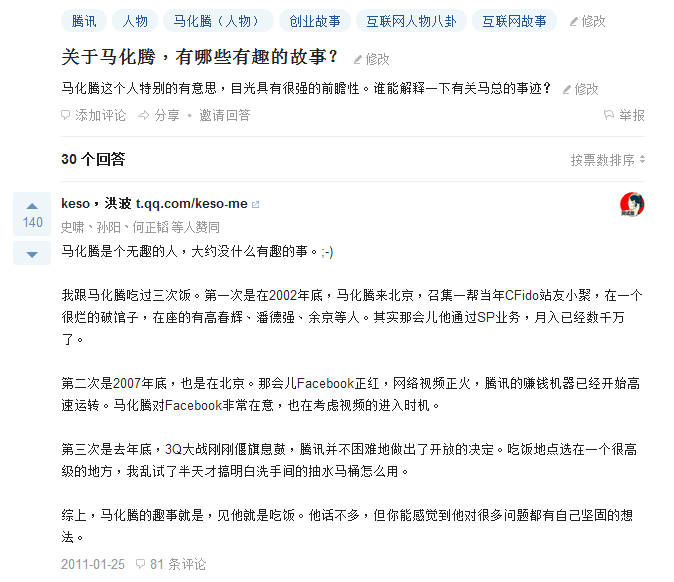 腾讯 人物 马化腾（人物） 创业故事 互联网人物八卦 互联网故事 修改
关于马化腾，有哪些有趣的故事？ 修改
马化腾这个人特别的有意思，目光具有很强的前瞻性。谁能解释一下有关马总的事迹？ 修改
添加评论 分享 • 邀请回答 举报
30 个回答 按票数排序
keso，洪波 t.qq.com/keso-me
140
史啸、孙阳、何正韬 等人赞同
马化腾是个无趣的人，大约没什么有趣的事。;-)
我跟马化腾吃过三次饭。第一次是在2002年底，马化腾来北京，召集一帮当年CFido站友小聚，在一个
很烂的破馆子，在座的有高春辉、潘德强、余京等人。其实那会儿他通过SP业务，月入已经数千万
了。
第二次是2007年底，也是在北京。那会儿Facebook正红，网络视频正火，腾讯的赚钱机器已经开始高
速运转。马化腾对Facebook非常在意，也在考虑视频的进入时机。
第三次是去年底，3Q大战刚刚偃旗息鼓，腾讯并不困难地做出了开放的决定。吃饭地点选在一个很高
级的地方，我乱试了半天才搞明白洗手间的抽水马桶怎么用。
综上，马化腾的趣事就是，见他就是吃饭。他话不多，但你能感觉到他对很多问题都有自己坚固的想
法。
2011-01-25 81 条评论